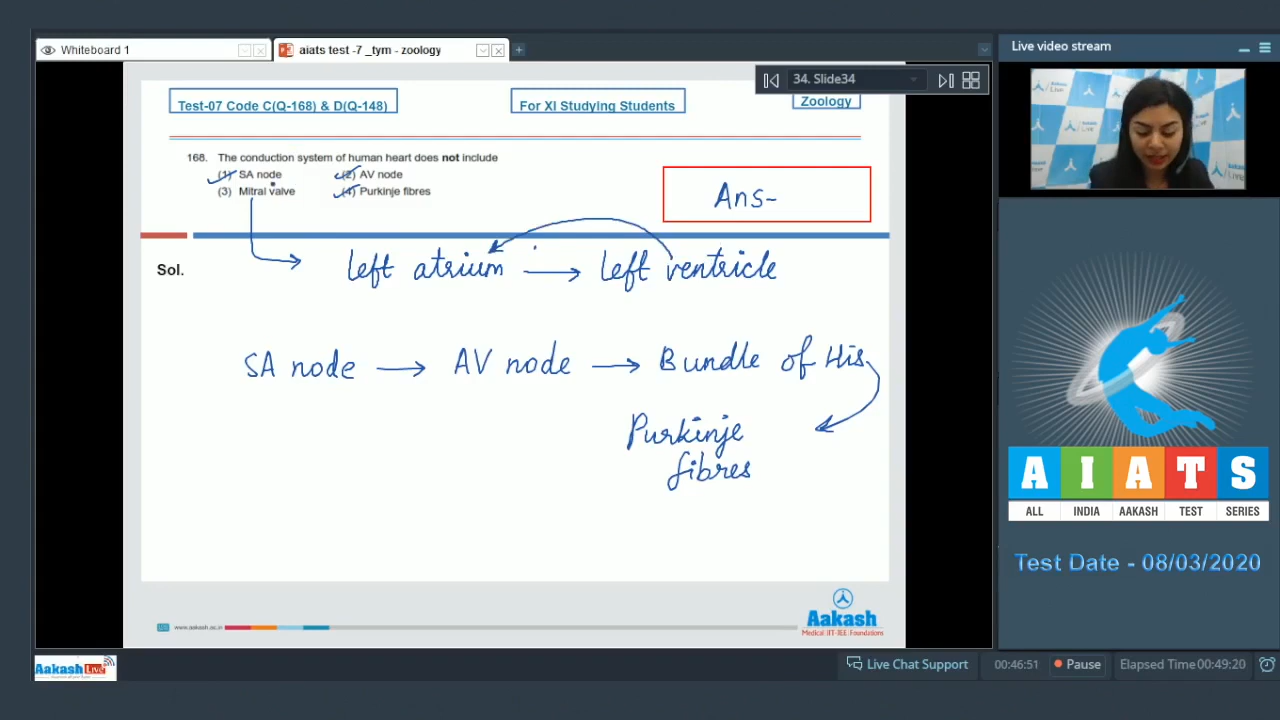 Whiteboard 1
aiats test -7 _tym - zoology
Live video stream
34. Slide34
Test-07 Code C(Q-168) & D(Q-148)
For XI Studying Students
Zoology
168. The conduction system of human heart does not include
(1) SA node (2) AV node
(3) Mitral valve (4) Purkinje fibres
Ans-
Sol.
left atrium → left ventricle
SA node → AV node → Bundle of His
Purkinje
fibres
A I A T S
ALL INDIA AAKASH TEST SERIES
Test Date - 08/03/2020
www.aakash.ac.in
Aakash
Medical|IIT-JEE|Foundations
Aakash Live
Live Chat Support
00:46:51
Pause
Elapsed Time 00:49:20